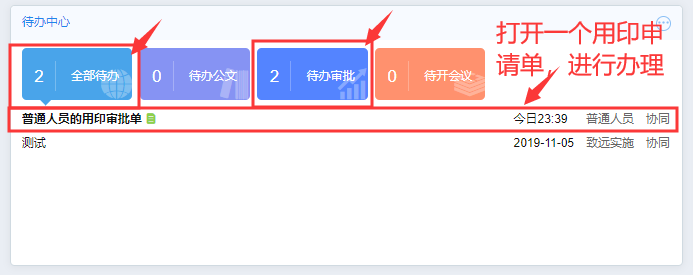 待办中心
打开一个用印申
请单，进行办理
2 全部待办 0 待办公文 2 待办审批 0 待开会议
普通人员的用印审批单 今日23:39 普通人员 协同
测试 2019-11-05 致远实施 协同